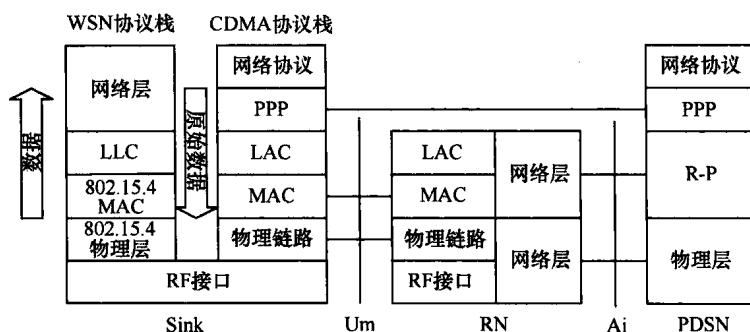 WSN协议栈
CDMA协议栈
网络层
LLC
802.15.4
MAC
802.15.4
物理层
数据
原始数据
网络协议
PPP
LAC
MAC
物理链路
RF接口
LAC
MAC
物理链路
RF接口
网络层
网络层
网络协议
PPP
R-P
物理层
Sink
Um
RN
Ai
PDSN